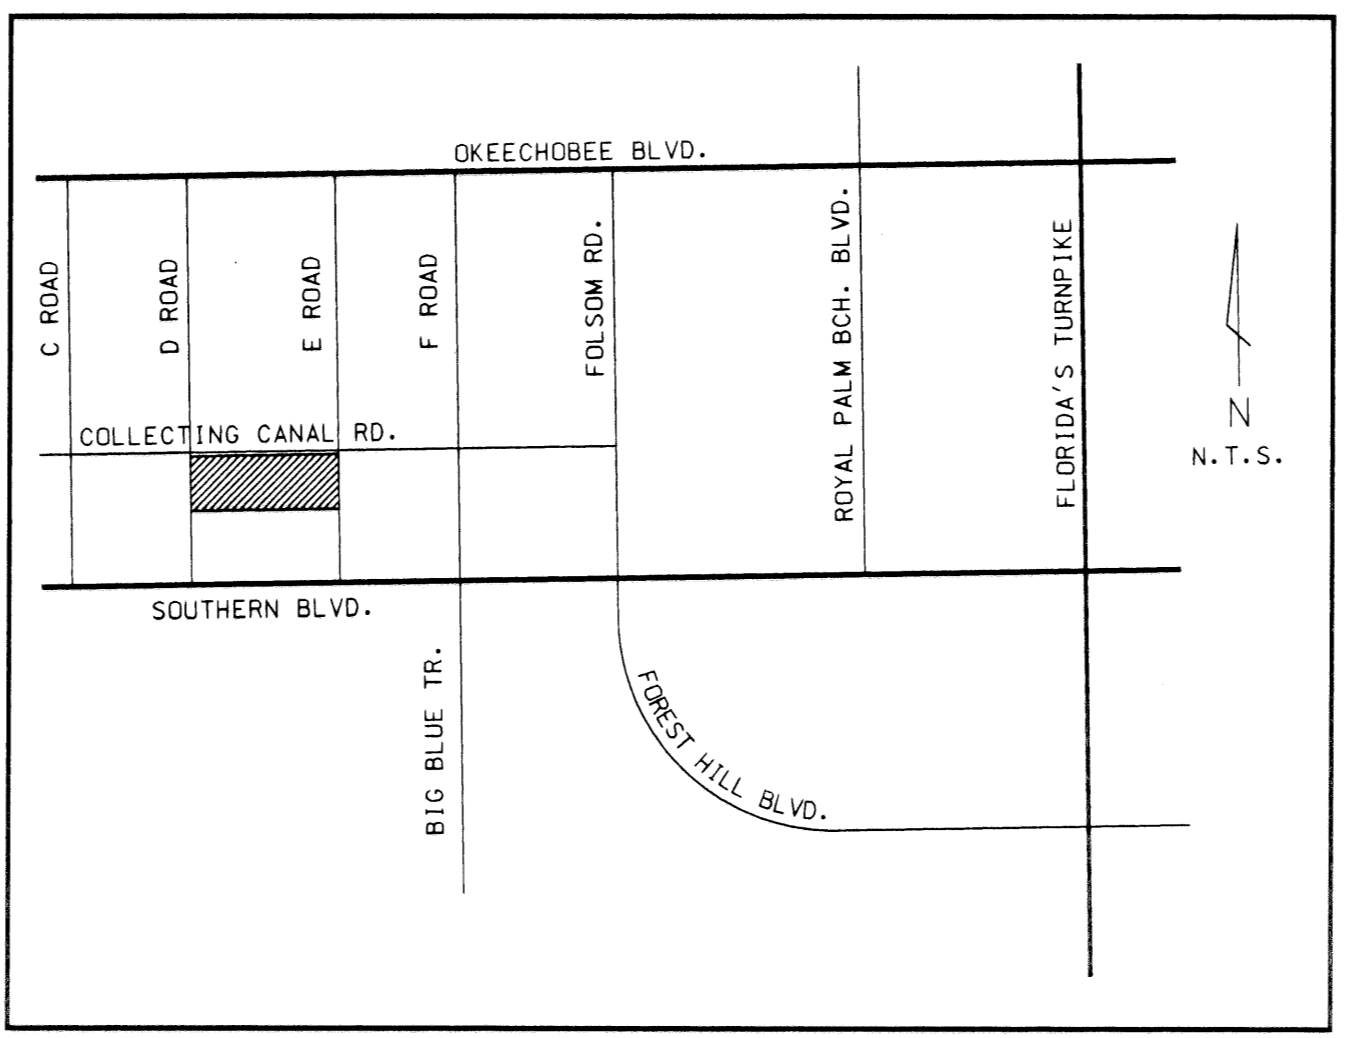 OKEECHOBEE BLVD.
C ROAD
D ROAD
E ROAD
F ROAD
FOLSOM RD.
ROYAL PALM BCH. BLVD.
FLORIDA'S TURNPIKE
COLLECTING CANAL RD.
N
N.T.S.
SOUTHERN BLVD.
BIG BLUE TR.
FOREST HILL BLVD.